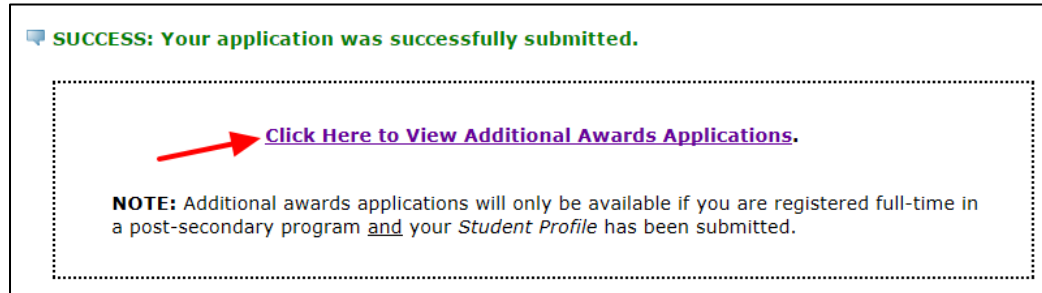 SUCCESS: Your application was successfully submitted.
Click Here to View Additional Awards Applications.
NOTE: Additional awards applications will only be available if you are registered full-time in
a post-secondary program and your Student Profile has been submitted.